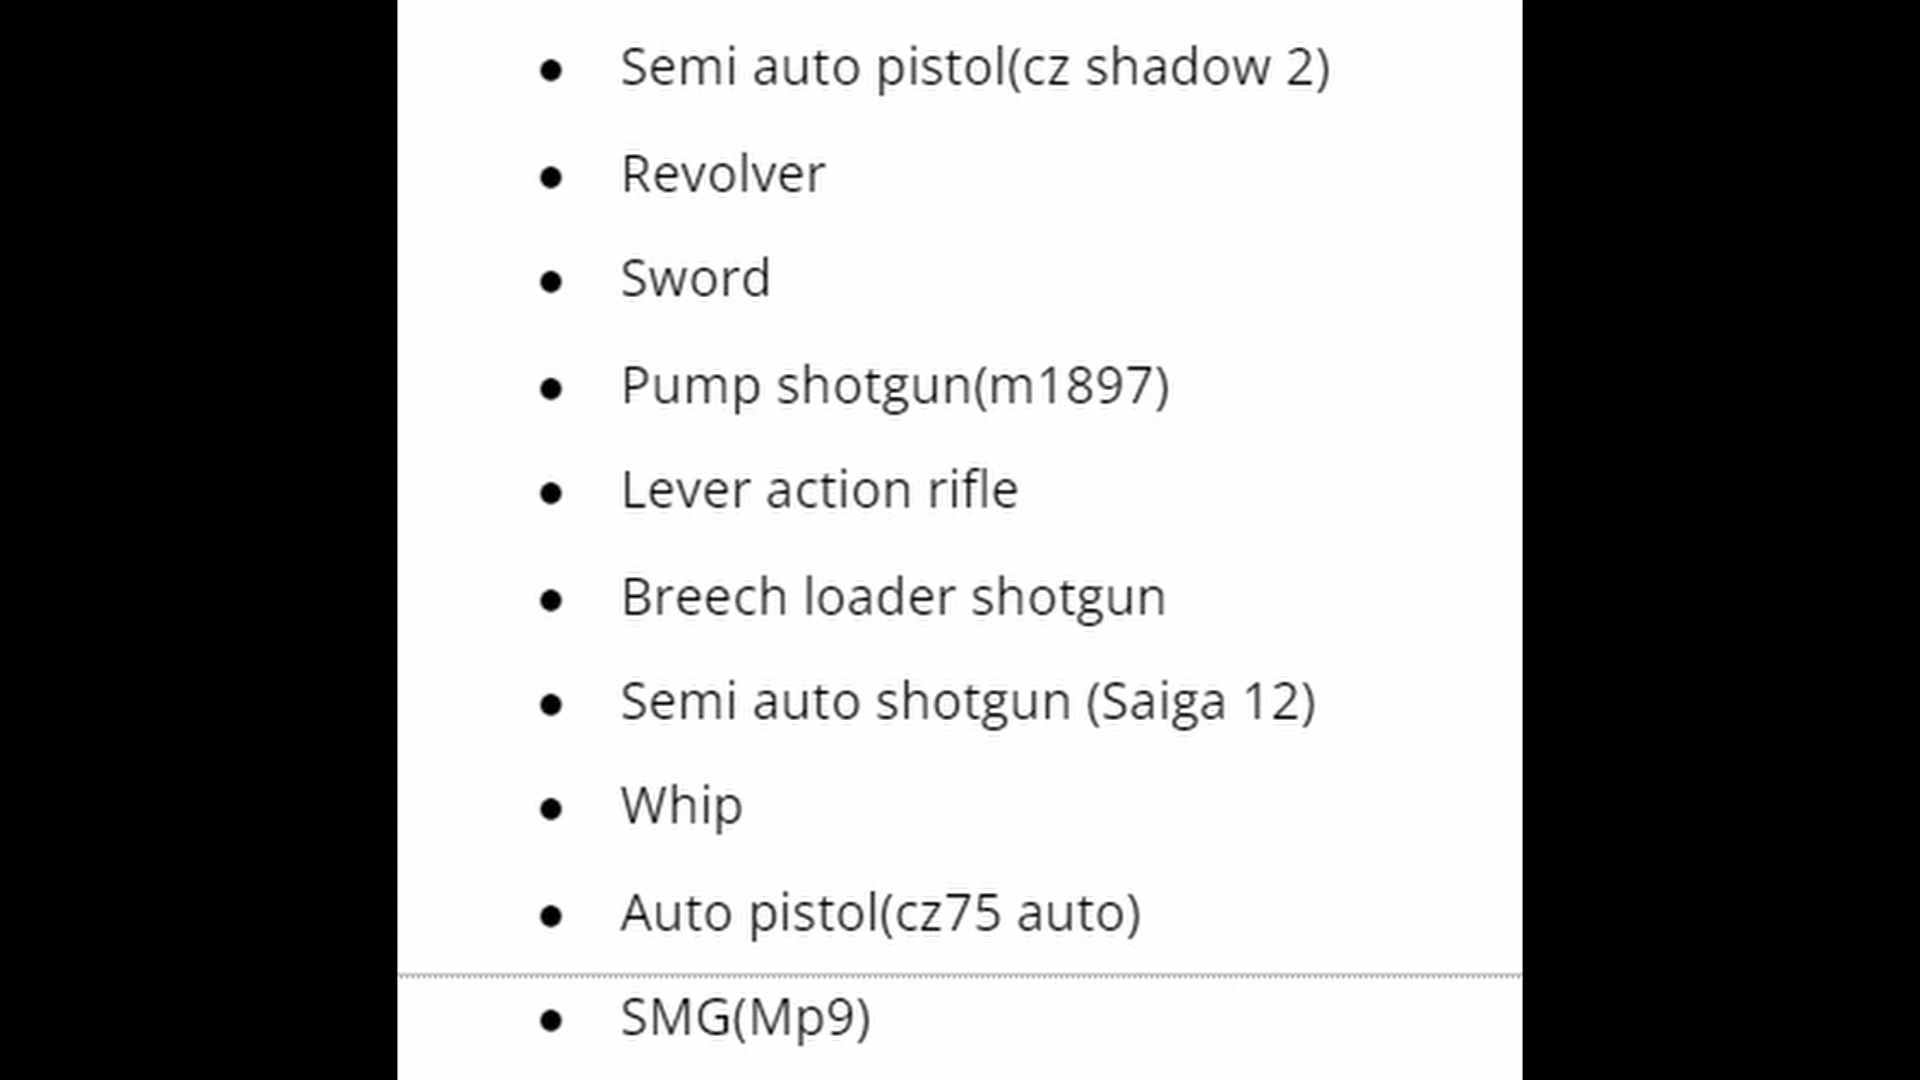 • Semi auto pistol(cz shadow 2)
• Revolver
• Sword
• Pump shotgun(m1897)
• Lever action rifle
• Breech loader shotgun
• Semi auto shotgun (Saiga 12)
• Whip
• Auto pistol(cz75 auto)
• SMG(Mp9)